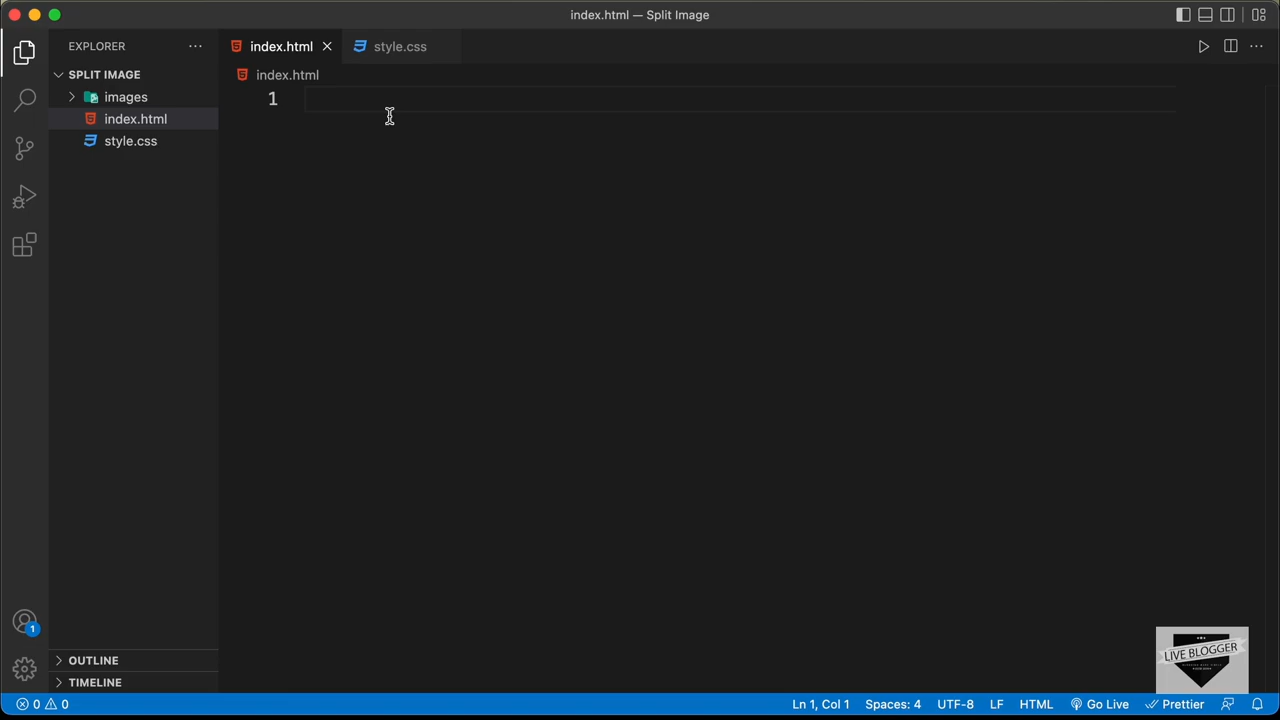 index.html — Split Image
EXPLORER
index.html
style.css
SPLIT IMAGE
index.html
images
1
index.html
style.css
OUTLINE
LIVE BLOGGER
TIMELINE
1
0 0
Ln 1, Col 1
Spaces: 4
UTF-8
LF
HTML
Go Live
Prettier